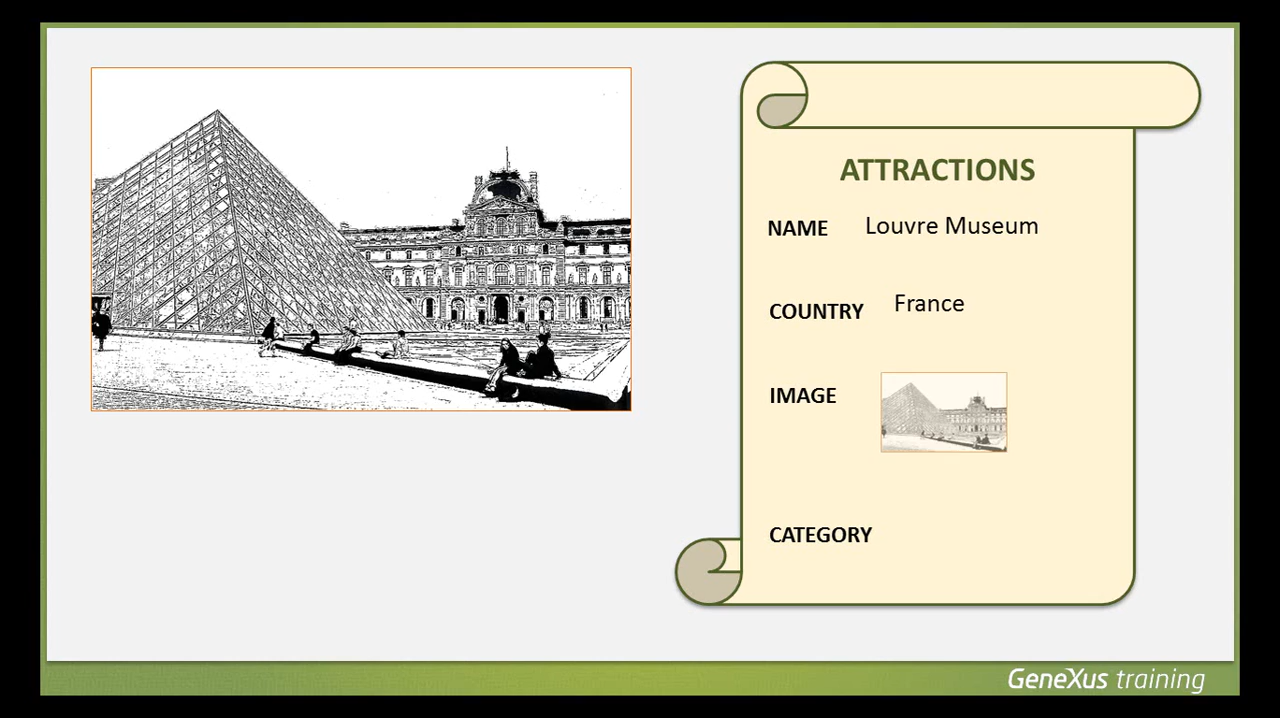 ATTRACTIONS
NAME Louvre Museum
COUNTRY France
IMAGE
CATEGORY
GeneXus training